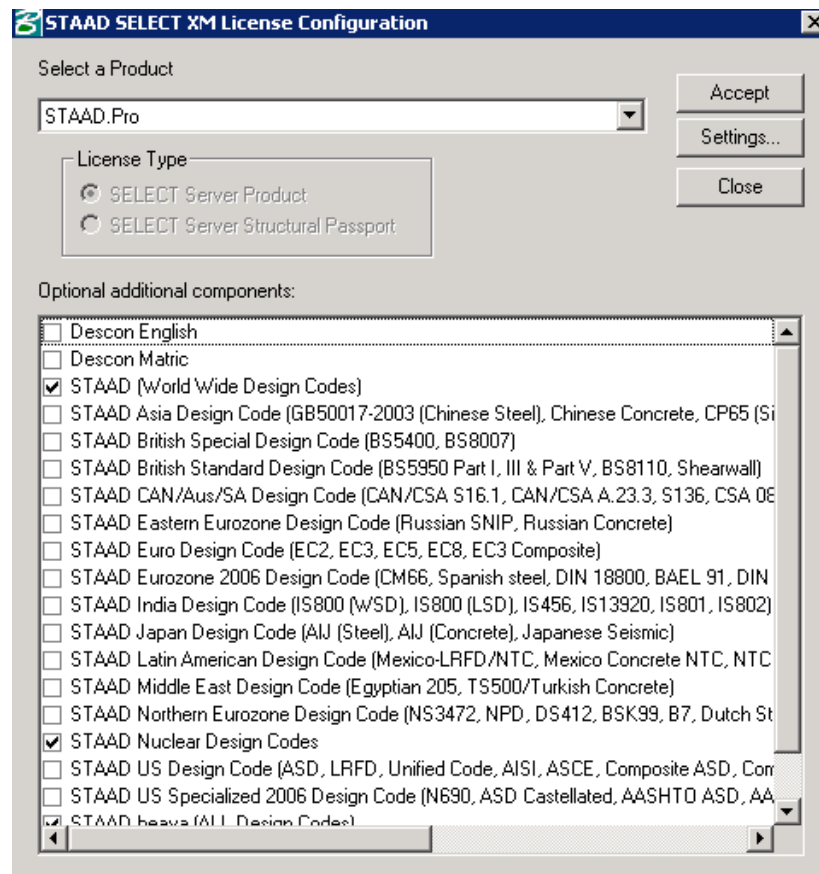 STAAD SELECT XM License Configuration
Select a Product
Accept
STAAD.Pro
Settings...
License Type
Close
SELECT Server Product
SELECT Server Structural Passport
Optional additional components:
Descon English
Descon Matric
STAAD (World Wide Design Codes)
STAAD Asia Design Code (GB50017-2003 (Chinese Steel), Chinese Concrete, CP65 (Si
STAAD British Special Design Code (BS5400, BS8007)
STAAD British Standard Design Code (BS5950 Part I, III & Part V, BS8110, Shearwall)
STAAD CAN/Aus/SA Design Code (CAN/CSA S16.1, CAN/CSA A.23.3, S136, CSA 08
STAAD Eastern Eurozone Design Code (Russian SNIP, Russian Concrete)
STAAD Euro Design Code (EC2, EC3, EC5, EC8, EC3 Composite)
STAAD Eurozone 2006 Design Code (CM66, Spanish steel, DIN 18800, BAEL 91, DIN
STAAD India Design Code (IS800 (WSD), IS800 (LSD), IS456, IS13920, IS801, IS802)
STAAD Japan Design Code (AIJ (Steel), AIJ (Concrete), Japanese Seismic)
STAAD Latin American Design Code (Mexico-LRFD/NTC, Mexico Concrete NTC, NTC
STAAD Middle East Design Code (Egyptian 205, TS500/Turkish Concrete)
STAAD Northern Eurozone Design Code (NS3472, NPD, DS412, BSK99, B7, Dutch St
STAAD Nuclear Design Codes
STAAD US Design Code (ASD, LRFD, Unified Code, AISI, ASCE, Composite ASD, Com
STAAD US Specialized 2006 Design Code (N690, ASD Castellated, AASHTO ASD, AA
STAAD beava (ALL Design Codes)